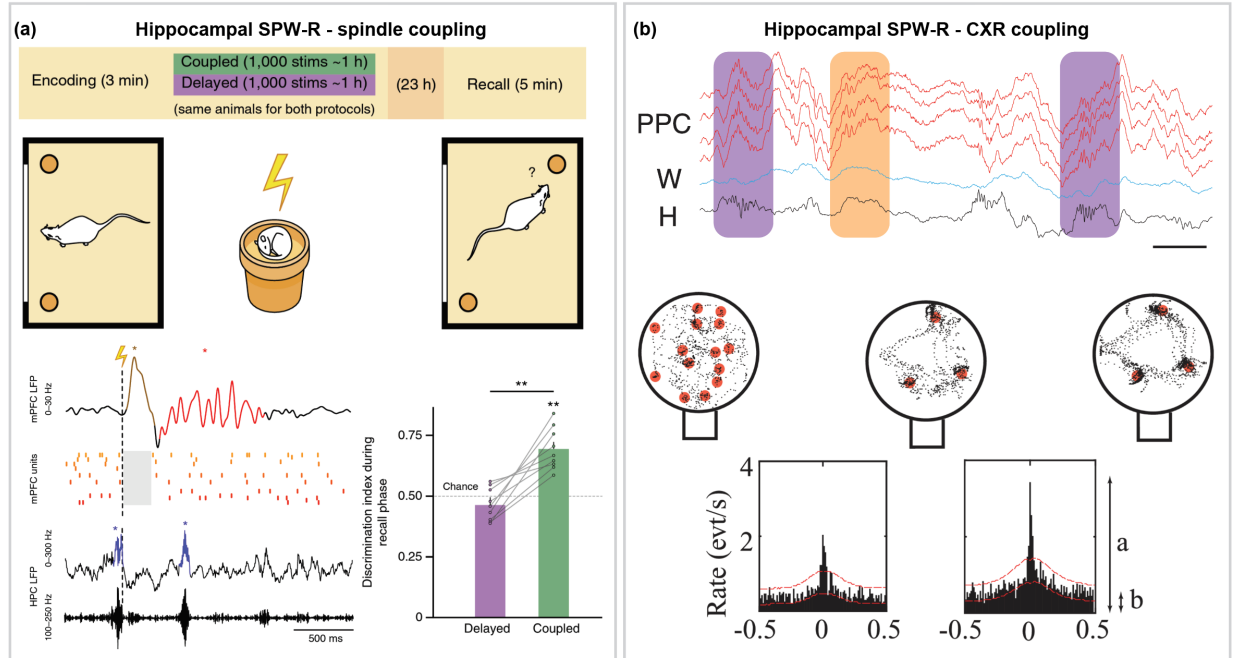 (a)
Hippocampal SPW-R - spindle coupling
Encoding (3 min)
Coupled (1,000 stims ~1 h)
Delayed (1,000 stims ~1 h)
(same animals for both protocols)
(23 h)
Recall (5 min)
?
*
*
mPFC LFP
0–30 Hz
mPFC units
*
*
HPC LFP
0–300 Hz
100–250 Hz
500 ms
**
**
Discrimination index during
recall phase
0.75
Chance
0.50
0.25
0
Delayed
Coupled
(b)
Hippocampal SPW-R - CXR coupling
PPC
W
H
Rate (evt/s)
4
2
-0.5
0
0.5
-0.5
0
0.5
a
b